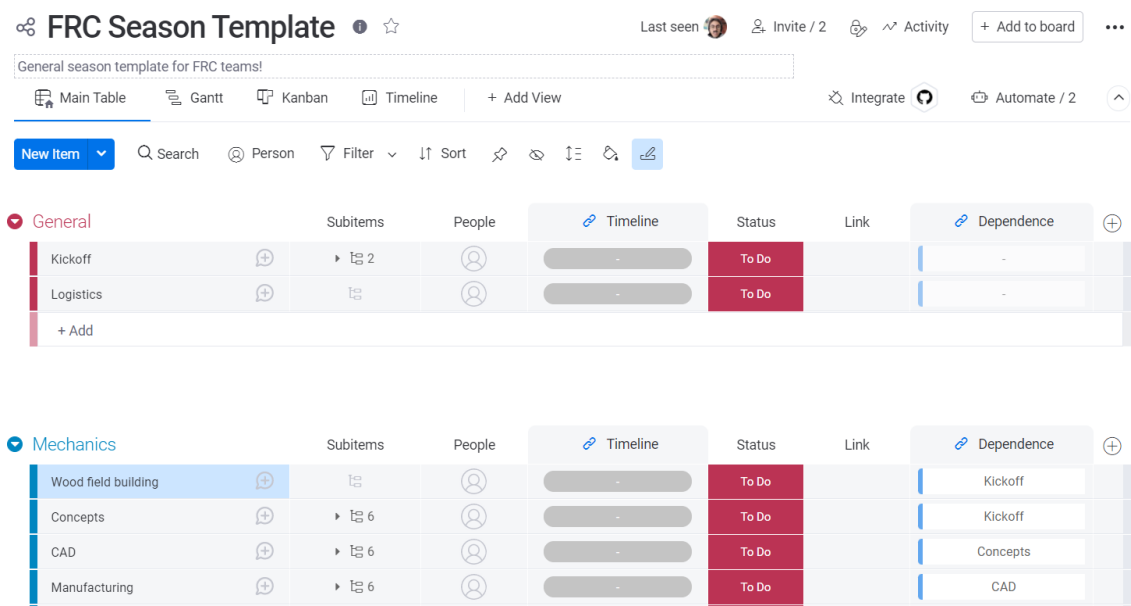 FRC Season Template
Last seen Invite / 2 Activity + Add to board
General season template for FRC teams!
Main Table Gantt Kanban Timeline + Add View Integrate Automate / 2
New Item Search Person Filter Sort
General Subitems People Timeline Status Link Dependence
Kickoff 2 - To Do -
Logistics - To Do -
+ Add
Mechanics Subitems People Timeline Status Link Dependence
Wood field building - To Do Kickoff
Concepts 6 - To Do Kickoff
CAD 6 - To Do Concepts
Manufacturing 6 - To Do CAD